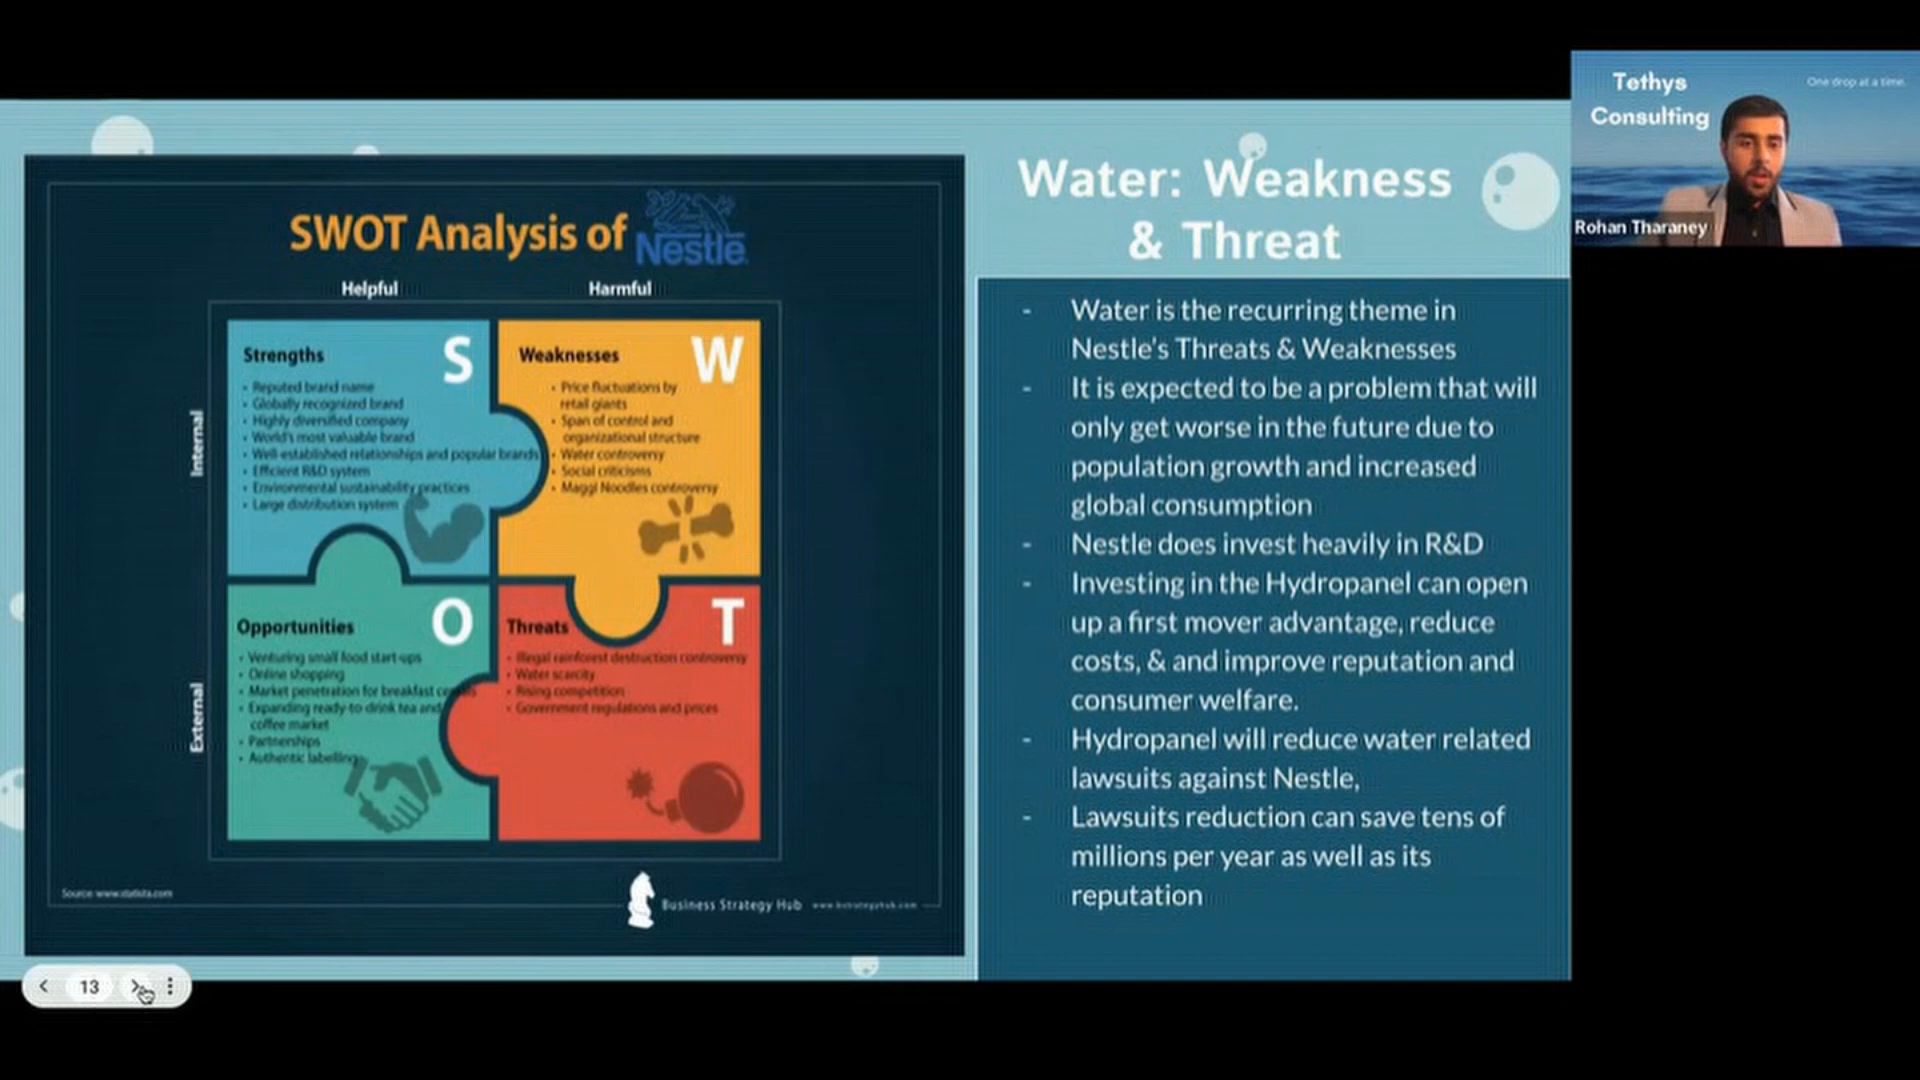 SWOT Analysis of Nestle
Helpful
Harmful
Internal
External
Strengths
S
• Reputed brand name
• Globally recognized brand
• Highly diversified company
• World's most valuable brand
• Well-established relationships and popular brands
• Efficient R&D system
• Environmental sustainability practices
• Large distribution system
Weaknesses
W
• Price fluctuations by
retail giants
• Span of control and
organizational structure
• Water controversy
• Social criticisms
• Maggi Noodles controversy
Opportunities
O
• Venturing small food start-ups
• Online shopping
• Market penetration for breakfast cereals
• Expanding ready-to-drink tea and
coffee market
• Partnerships
• Authentic labelling
Threats
T
• Illegal rainforest destruction controversy
• Water scarcity
• Rising competition
• Government regulations and prices
Source: www.statista.com
Business Strategy Hub www.bstrategyhub.com
Water: Weakness
& Threat
- Water is the recurring theme in
Nestle's Threats & Weaknesses
- It is expected to be a problem that will
only get worse in the future due to
population growth and increased
global consumption
- Nestle does invest heavily in R&D
- Investing in the Hydropanel can open
up a first mover advantage, reduce
costs, & and improve reputation and
consumer welfare.
- Hydropanel will reduce water related
lawsuits against Nestle,
- Lawsuits reduction can save tens of
millions per year as well as its
reputation
Tethys
Consulting
One drop at a time.
Rohan Tharaney
13